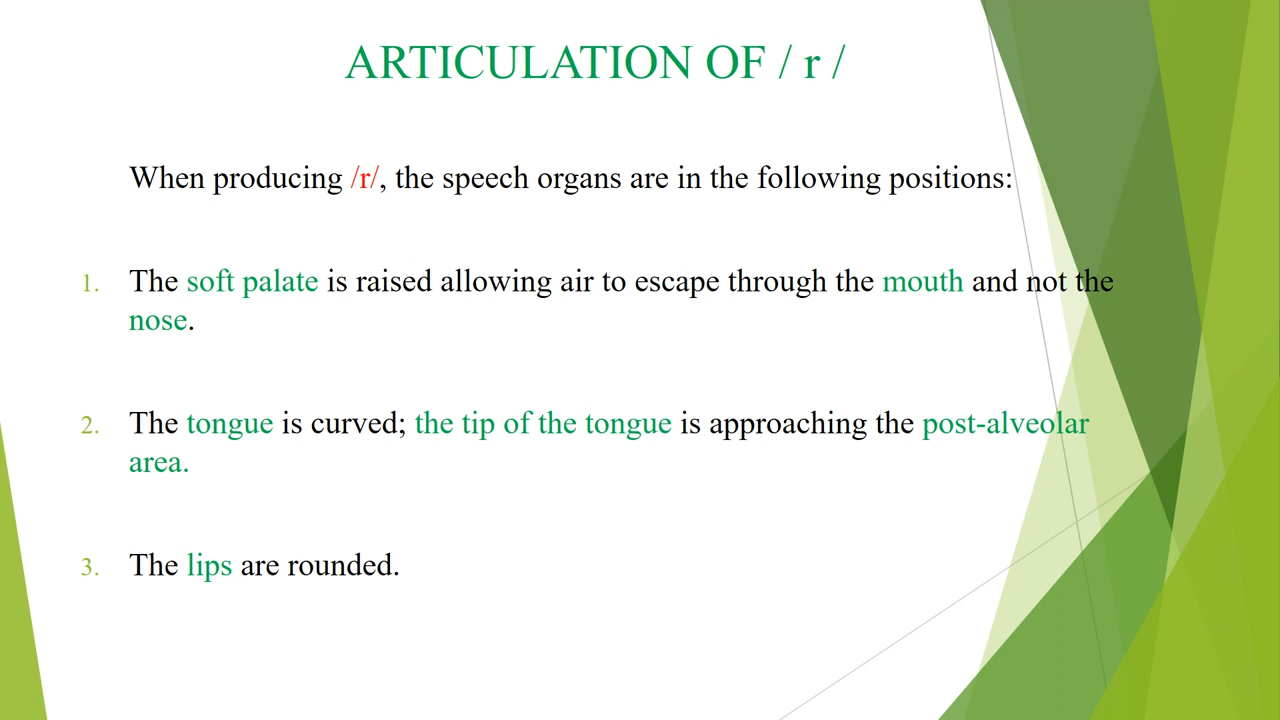 ARTICULATION OF / r /
When producing /r/, the speech organs are in the following positions:
1. The soft palate is raised allowing air to escape through the mouth and not the
nose.
2. The tongue is curved; the tip of the tongue is approaching the post-alveolar
area.
3. The lips are rounded.